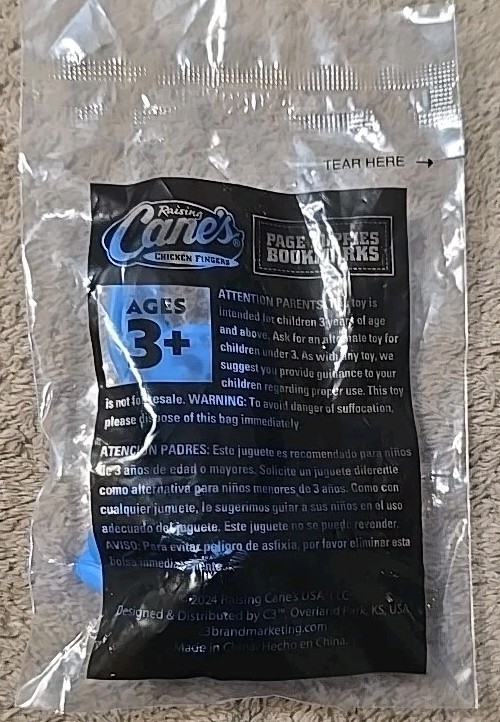 TEAR HERE →
Raising
Cane's®
CHICKEN FINGERS
PAGE PUPPIES
BOOKMARKS
AGES
3+
ATTENTION PARENTS: This toy is
intended for children 3 years of age
and above. Ask for an alternate toy for
children under 3. As with any toy, we
suggest you provide guidance to your
children regarding proper use. This toy
is not for resale. WARNING: To avoid danger of suffocation,
please dispose of this bag immediately
ATENCIÓN PADRES: Este juguete es recomendado para niños
de 3 años de edad o mayores. Solicite un juguete diferente
como alternativa para niños menores de 3 años. Como con
cualquier juguete, le sugerimos guiar a sus niños en el uso
adecuado del juguete. Este juguete no se puede revender.
AVISO: Para evitar peligro de asfixia, por favor eliminar esta
bolsa inmediatamente.
2024 Raising Cane's USA, LLC
Designed & Distributed by C3™ Overland Park, KS, USA
c3brandmarketing.com
Made in China. Hecho en China.